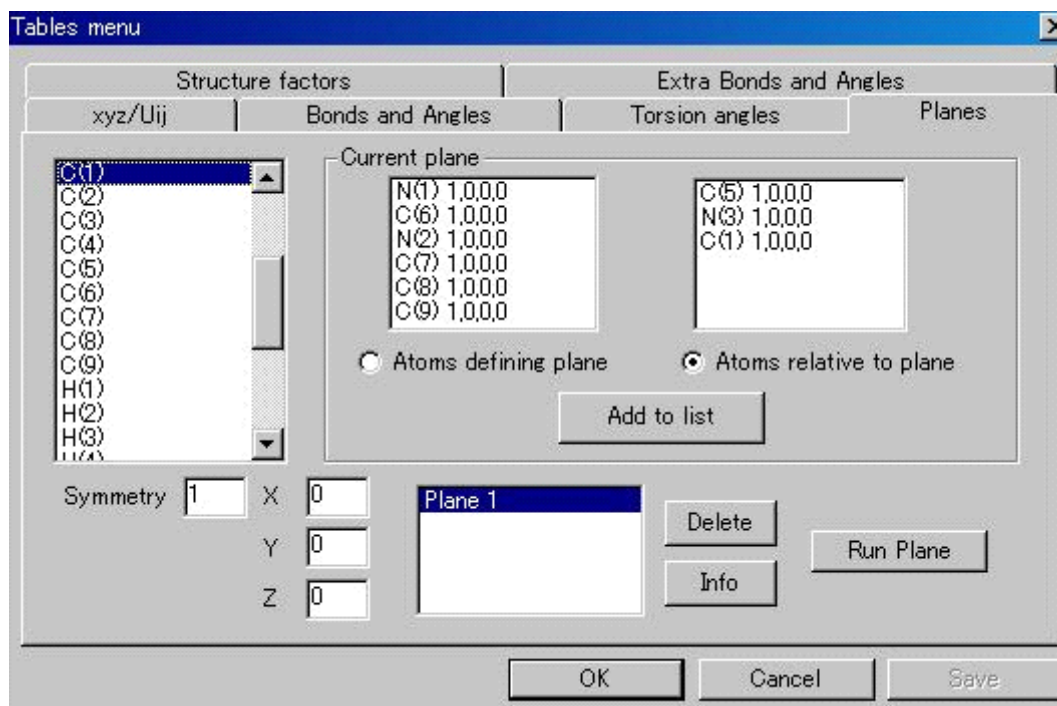 Tables menu
Structure factors
Extra Bonds and Angles
xyz/Uij
Bonds and Angles
Torsion angles
Planes
C(1)
C(2)
C(3)
C(4)
C(5)
C(6)
C(7)
C(8)
C(9)
H(1)
H(2)
H(3)
H(4)
Current plane
N(1) 1,0,0,0
C(6) 1,0,0,0
N(2) 1,0,0,0
C(7) 1,0,0,0
C(8) 1,0,0,0
C(9) 1,0,0,0
C(5) 1,0,0,0
N(3) 1,0,0,0
C(1) 1,0,0,0
Atoms defining plane
Atoms relative to plane
Add to list
Symmetry 1
X 0
Y 0
Z 0
Plane 1
Delete
Info
Run Plane
OK
Cancel
Save